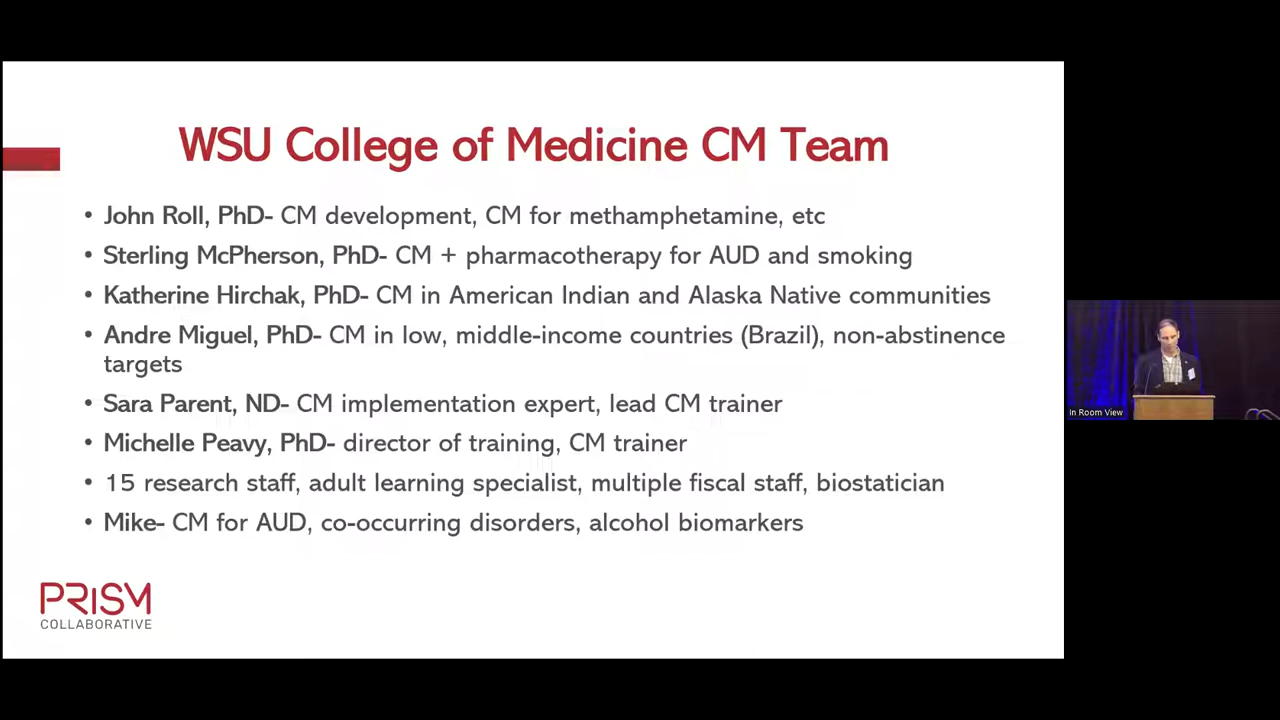 WSU College of Medicine CM Team
• John Roll, PhD- CM development, CM for methamphetamine, etc
• Sterling McPherson, PhD- CM + pharmacotherapy for AUD and smoking
• Katherine Hirchak, PhD- CM in American Indian and Alaska Native communities
• Andre Miguel, PhD- CM in low, middle-income countries (Brazil), non-abstinence
targets
• Sara Parent, ND- CM implementation expert, lead CM trainer
• Michelle Peavy, PhD- director of training, CM trainer
• 15 research staff, adult learning specialist, multiple fiscal staff, biostatician
• Mike- CM for AUD, co-occurring disorders, alcohol biomarkers
In Room View
PRISM
COLLABORATIVE